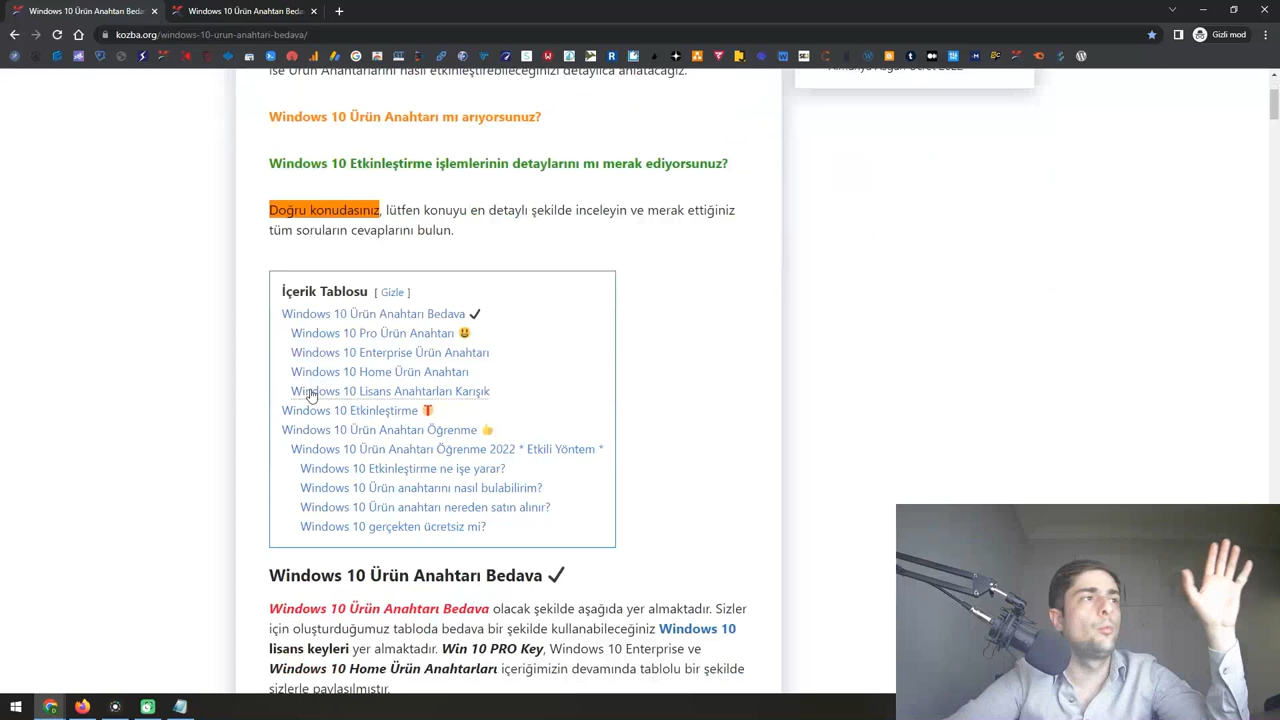 Windows 10 Ürün Anahtarı Bedav
Windows 10 Ürün Anahtarı Bedav
kozba.org/windows-10-urun-anahtari-bedava/
Gizli mod
ise Ürün Anahtarlarını nasıl etkinleştirebileceğinizi detaylıca anlatacağız.
Windows 10 Ürün Anahtarı mı arıyorsunuz?
Windows 10 Etkinleştirme işlemlerinin detaylarını mı merak ediyorsunuz?
Doğru konudasınız, lütfen konuyu en detaylı şekilde inceleyin ve merak ettiğiniz
tüm soruların cevaplarını bulun.
İçerik Tablosu [ Gizle ]
Windows 10 Ürün Anahtarı Bedava ✔
Windows 10 Pro Ürün Anahtarı 😃
Windows 10 Enterprise Ürün Anahtarı
Windows 10 Home Ürün Anahtarı
Windows 10 Lisans Anahtarları Karışık
Windows 10 Etkinleştirme 🎁
Windows 10 Ürün Anahtarı Öğrenme 👍
Windows 10 Ürün Anahtarı Öğrenme 2022 * Etkili Yöntem *
Windows 10 Etkinleştirme ne işe yarar?
Windows 10 Ürün anahtarını nasıl bulabilirim?
Windows 10 Ürün anahtarı nereden satın alınır?
Windows 10 gerçekten ücretsiz mi?
Windows 10 Ürün Anahtarı Bedava ✔
Windows 10 Ürün Anahtarı Bedava olacak şekilde aşağıda yer almaktadır. Sizler
için oluşturduğumuz tabloda bedava bir şekilde kullanabileceğiniz Windows 10
lisans keyleri yer almaktadır. Win 10 PRO Key, Windows 10 Enterprise ve
Windows 10 Home Ürün Anahtarları içeriğimizin devamında tablolu bir şekilde
sizlerle paylaşılmıştır.